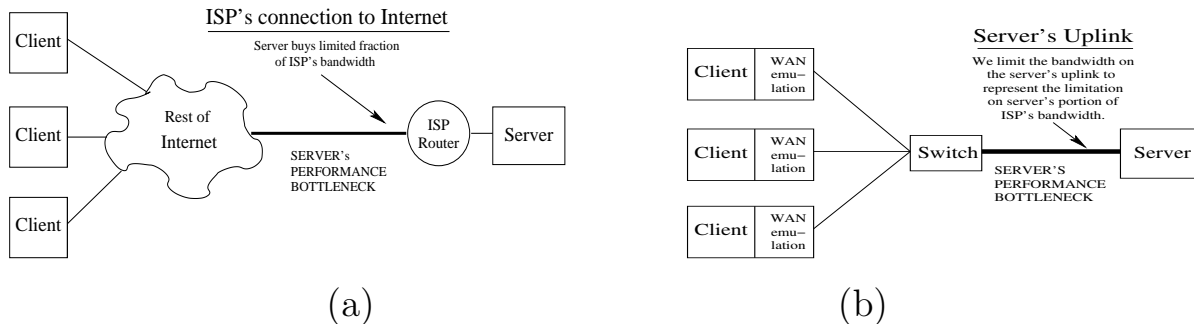 ISP's connection to Internet
Server buys limited fraction
of ISP's bandwidth
Client
Client
Client
Rest of
Internet
ISP
Router
Server
SERVER's
PERFORMANCE
BOTTLENECK
(a)
Server's Uplink
We limit the bandwidth on
the server's uplink to
represent the limitation
on server's portion of
ISP's bandwidth.
Client
WAN
emu-
lation
Client
WAN
emu-
lation
Client
WAN
emu-
lation
Switch
Server
SERVER'S
PERFORMANCE
BOTTLENECK
(b)